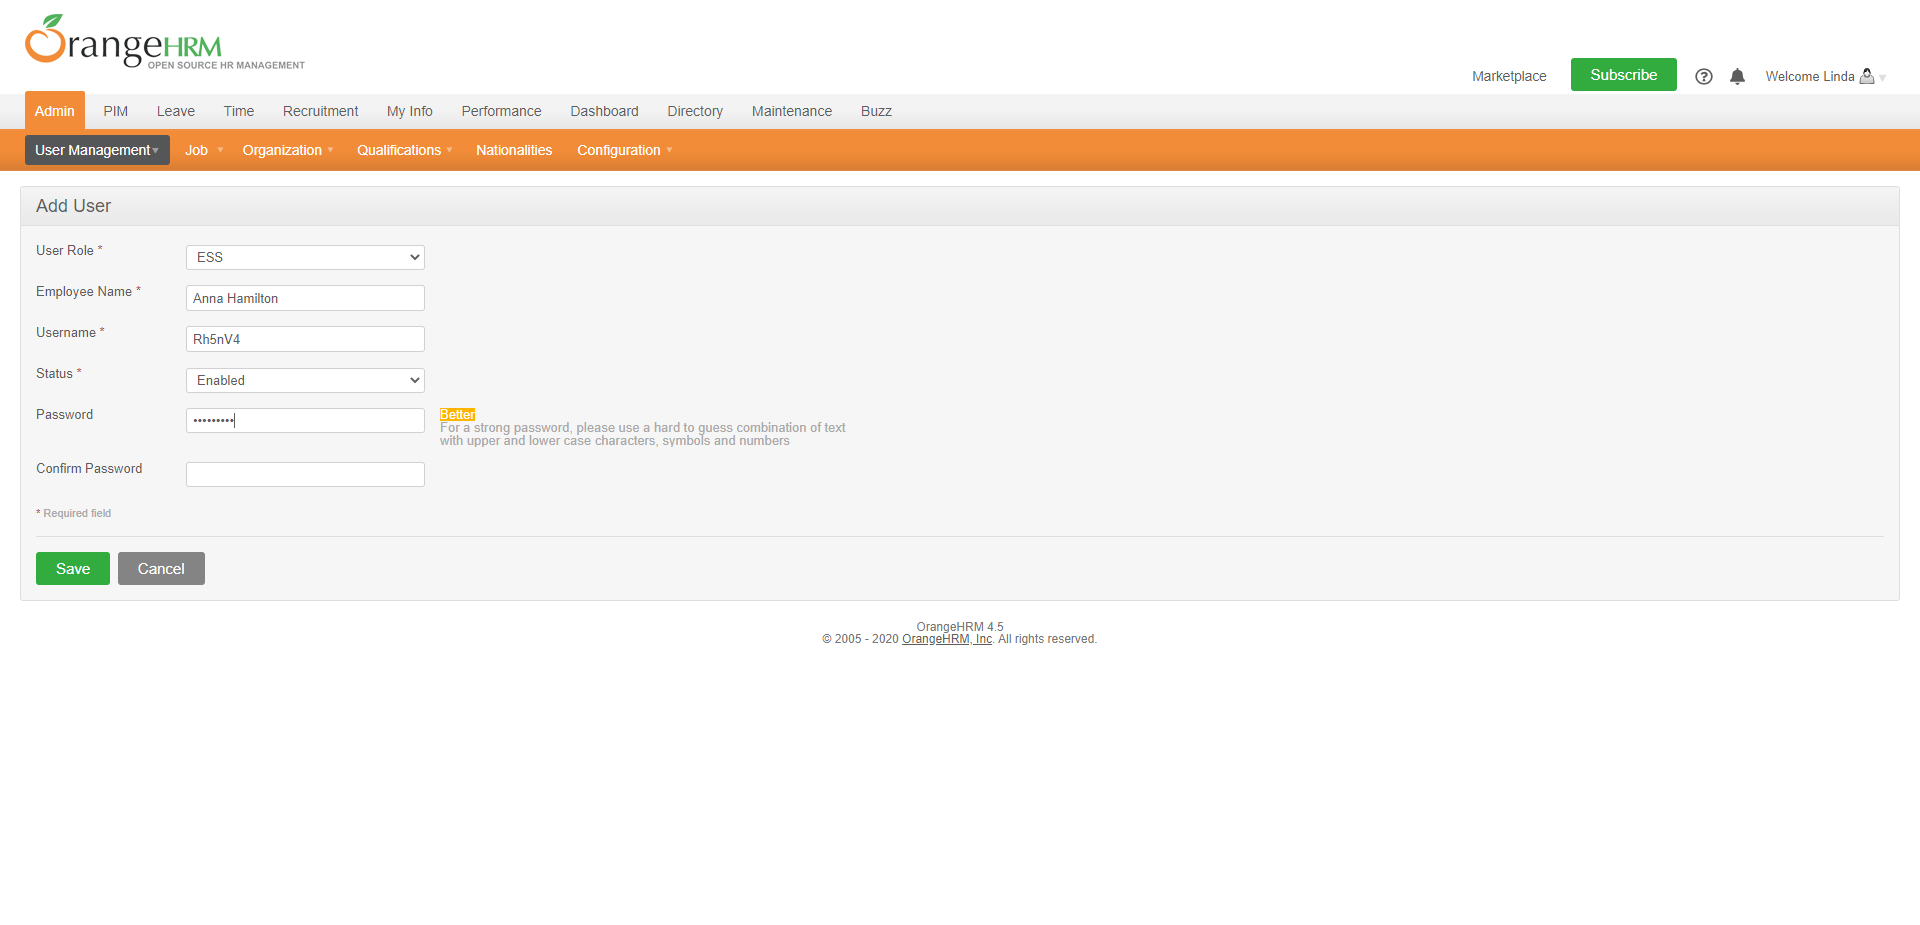 OrangeHRM
OPEN SOURCE HR MANAGEMENT
Marketplace
Subscribe
Welcome Linda
Admin PIM Leave Time Recruitment My Info Performance Dashboard Directory Maintenance Buzz
User Management Job Organization Qualifications Nationalities Configuration
Add User
User Role *
ESS
Employee Name *
Anna Hamilton
Username *
Rh5nV4
Status *
Enabled
Password
•••••••••
Better
For a strong password, please use a hard to guess combination of text
with upper and lower case characters, symbols and numbers
Confirm Password
* Required field
Save
Cancel
OrangeHRM 4.5
© 2005 - 2020 OrangeHRM, Inc. All rights reserved.